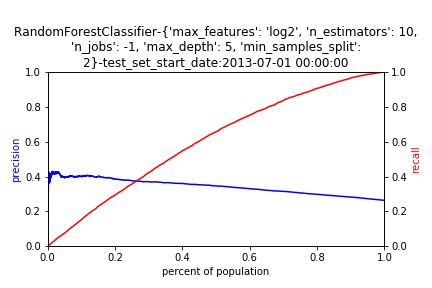 RandomForestClassifier-{'max_features': 'log2', 'n_estimators': 10,
'n_jobs': -1, 'max_depth': 5, 'min_samples_split':
2}-test_set_start_date:2013-07-01 00:00:00
1.0 1.0
0.8 0.8
0.6 0.6
precision recall
0.4 0.4
0.2 0.2
0.0 0.0
0.0 0.2 0.4 0.6 0.8 1.0
percent of population